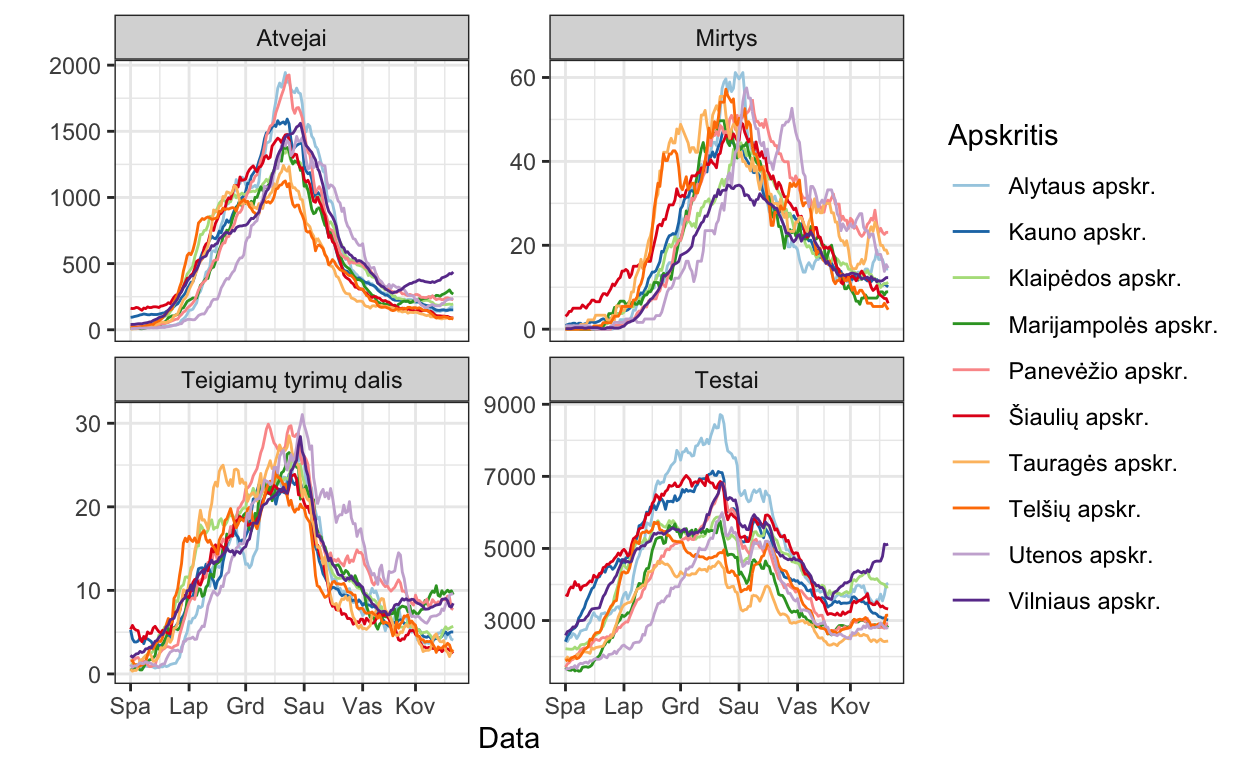 Atvejai
Mirtys
2000
1500
1000
500
0
60
40
20
0
Teigiamų tyrimų dalis
Testai
30
20
10
0
9000
7000
5000
3000
Spa Lap Grd Sau Vas Kov
Spa Lap Grd Sau Vas Kov
Data
Apskritis
Alytaus apskr.
Kauno apskr.
Klaipėdos apskr.
Marijampolės apskr.
Panevėžio apskr.
Šiaulių apskr.
Tauragės apskr.
Telšių apskr.
Utenos apskr.
Vilniaus apskr.